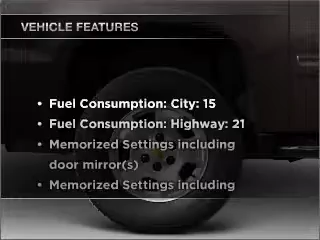 VEHICLE FEATURES
• Fuel Consumption: City: 15
• Fuel Consumption: Highway: 21
• Memorized Settings including
door mirror(s)
• Memorized Settings including